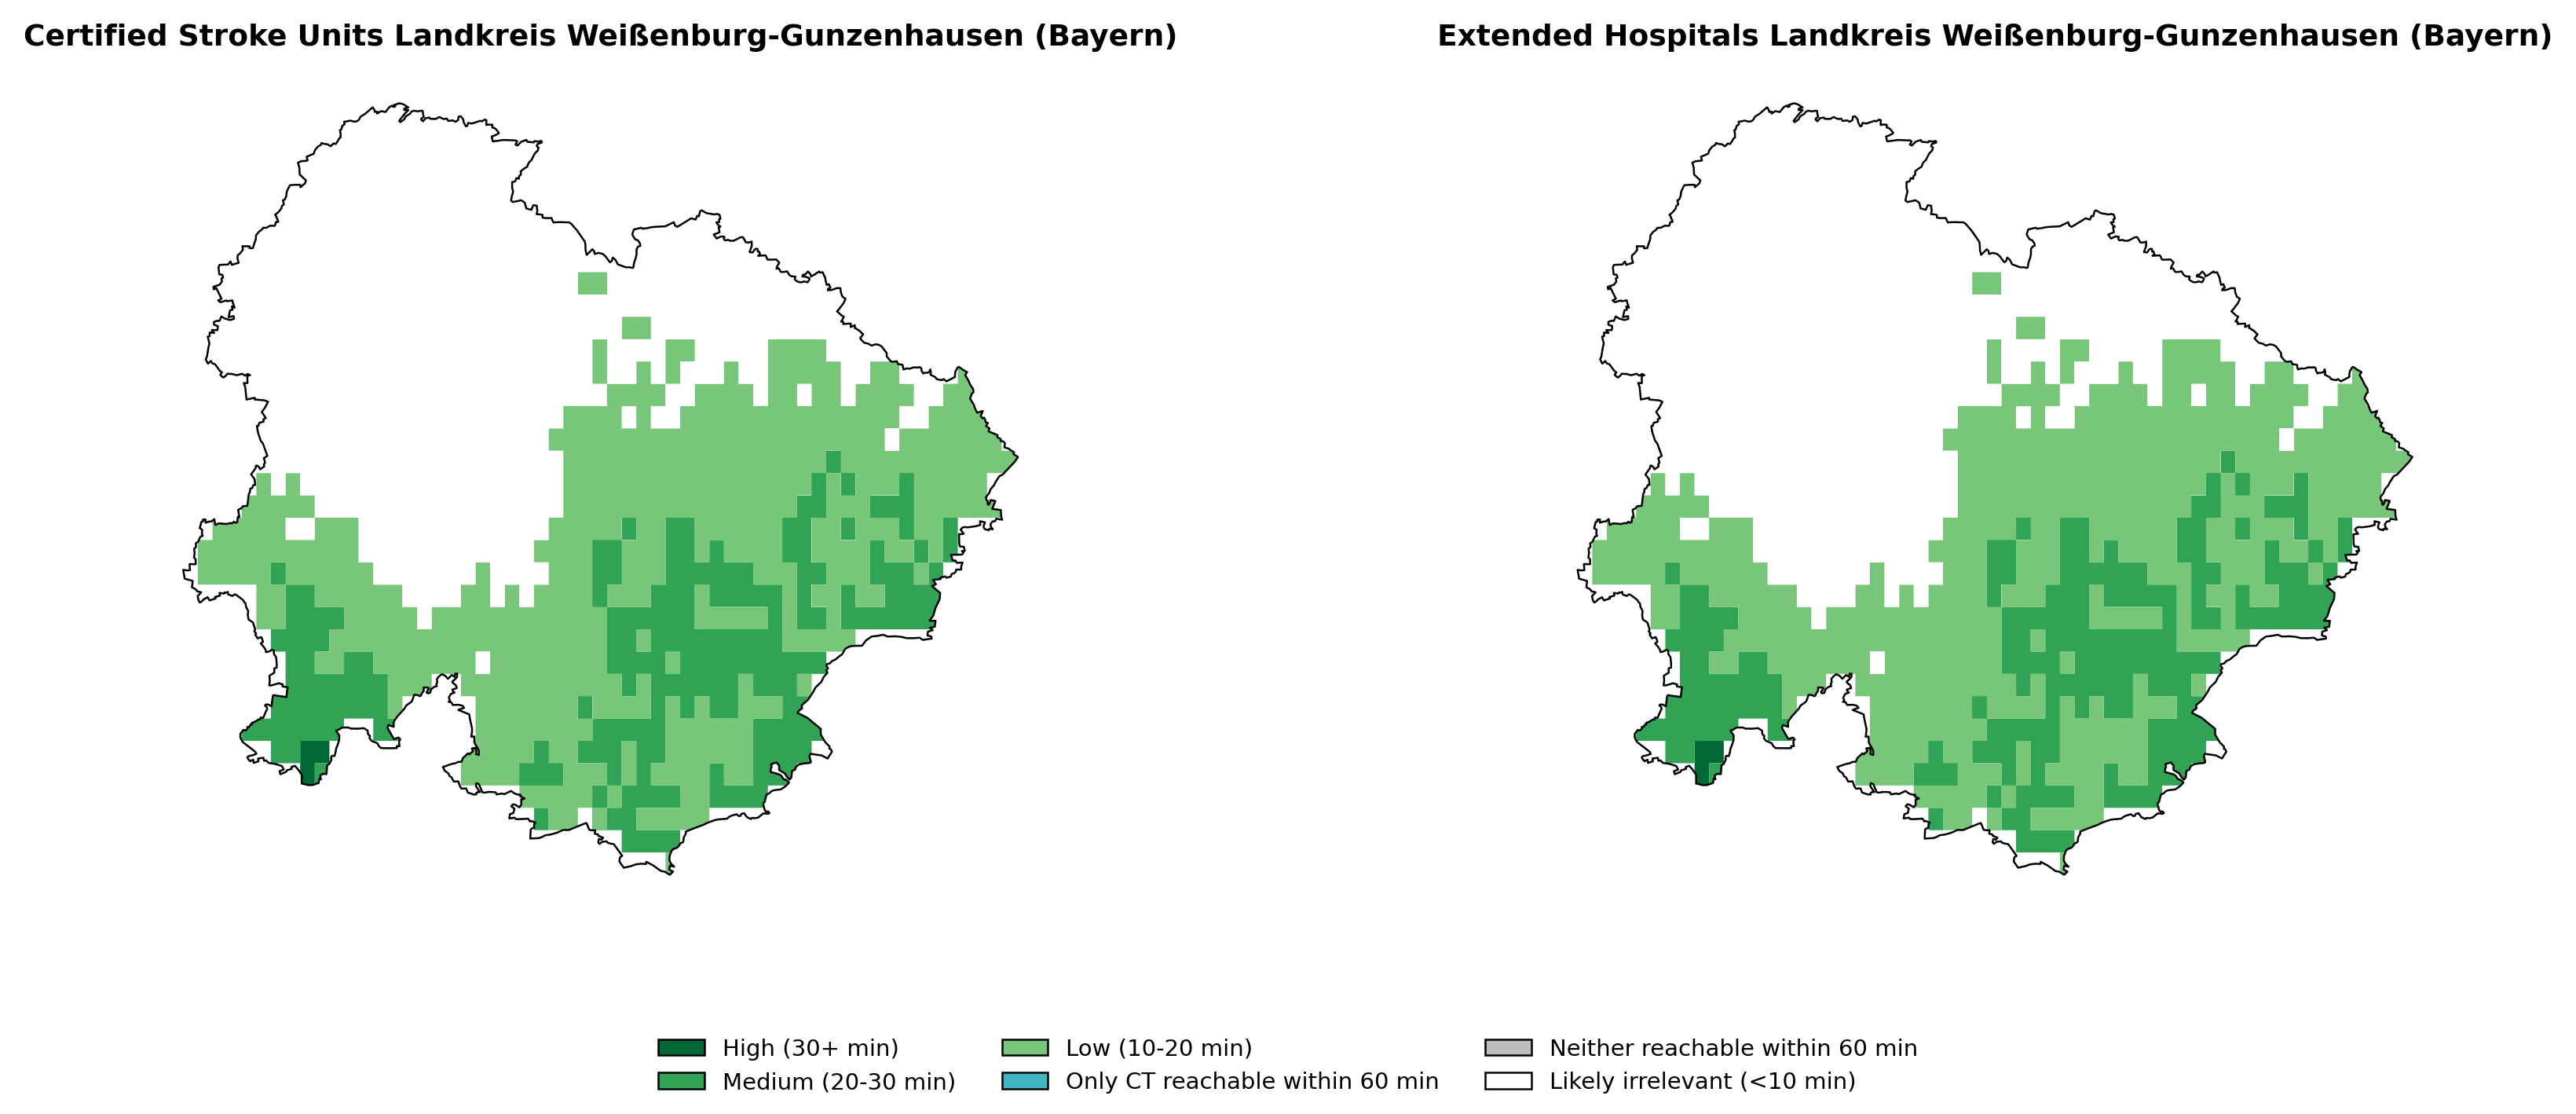 Certified Stroke Units Landkreis Weißenburg-Gunzenhausen (Bayern)
Extended Hospitals Landkreis Weißenburg-Gunzenhausen (Bayern)
High (30+ min)
Medium (20-30 min)
Low (10-20 min)
Only CT reachable within 60 min
Neither reachable within 60 min
Likely irrelevant (<10 min)